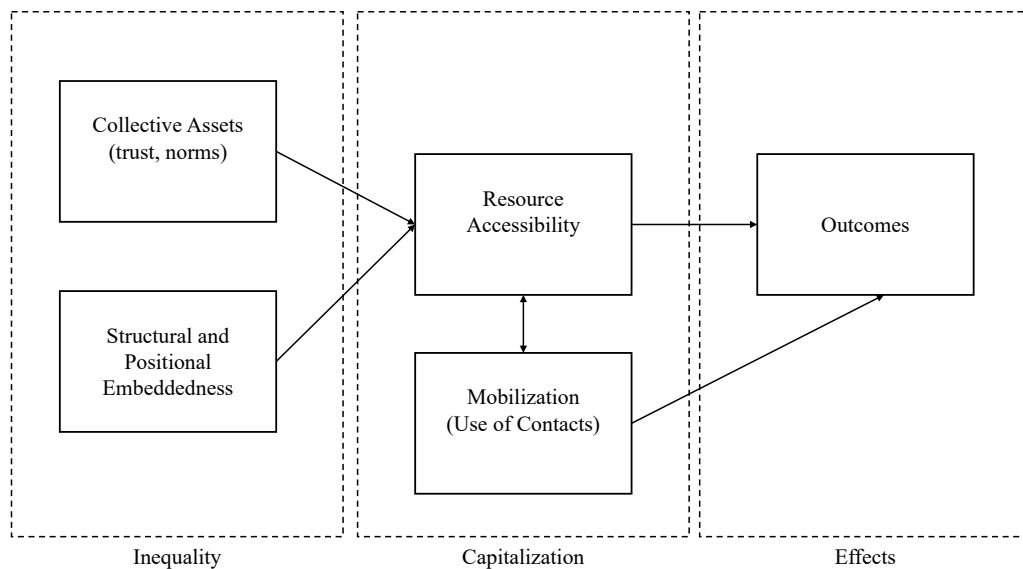 Collective Assets
(trust, norms)
Structural and
Positional
Embeddedness
Resource
Accessibility
Mobilization
(Use of Contacts)
Outcomes
Inequality
Capitalization
Effects